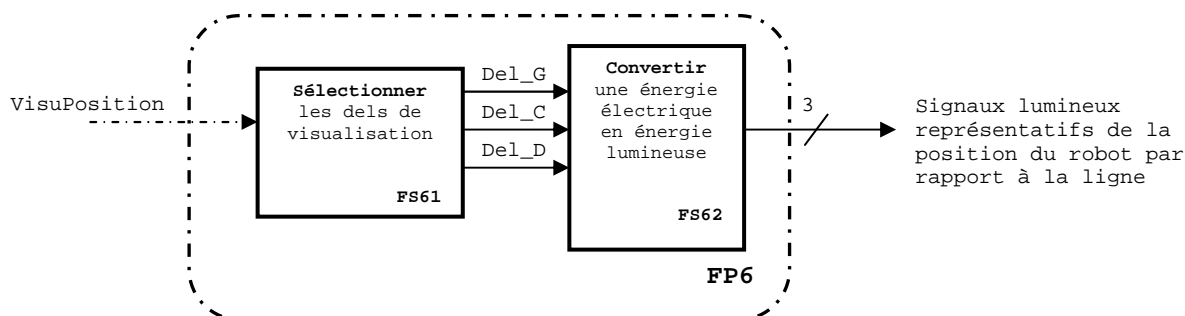 VisuPosition
Sélectionner
les dels de
visualisation
FS61
Del_G
Del_C
Del_D
Convertir
une énergie
électrique
en énergie
lumineuse
FS62
FP6
3
Signaux lumineux
représentatifs de la
position du robot par
rapport à la ligne